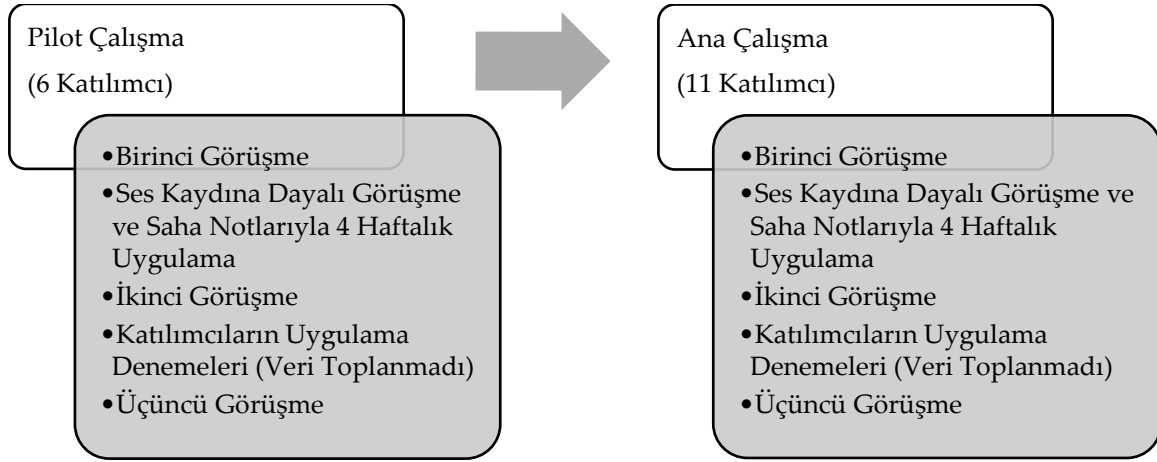 Pilot Çalışma
(6 Katılımcı)
•Birinci Görüşme
•Ses Kaydına Dayalı Görüşme
ve Saha Notlarıyla 4 Haftalık
Uygulama
•İkinci Görüşme
•Katılımcıların Uygulama
Denemeleri (Veri Toplanmadı)
•Üçüncü Görüşme
Ana Çalışma
(11 Katılımcı)
•Birinci Görüşme
•Ses Kaydına Dayalı Görüşme ve
Saha Notlarıyla 4 Haftalık
Uygulama
•İkinci Görüşme
•Katılımcıların Uygulama
Denemeleri (Veri Toplanmadı)
•Üçüncü Görüşme